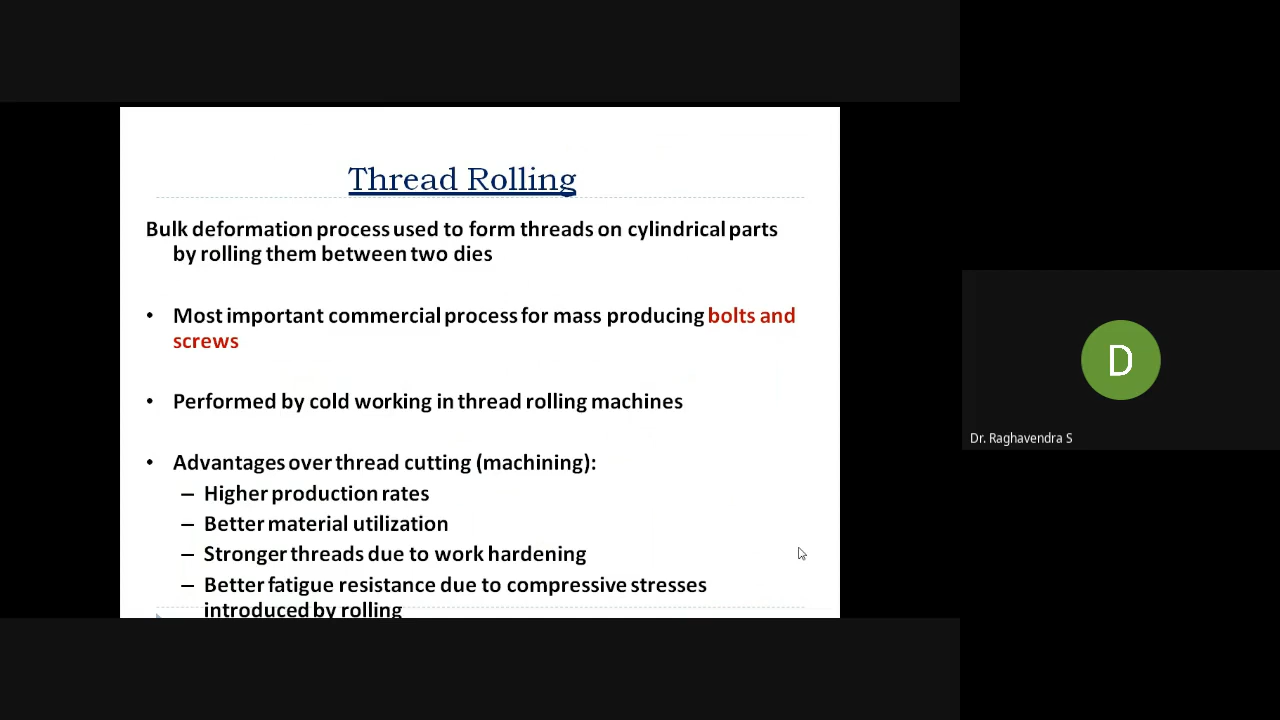 Thread Rolling
Bulk deformation process used to form threads on cylindrical parts
by rolling them between two dies
• Most important commercial process for mass producing bolts and
screws
• Performed by cold working in thread rolling machines
• Advantages over thread cutting (machining):
– Higher production rates
– Better material utilization
– Stronger threads due to work hardening
– Better fatigue resistance due to compressive stresses
introduced by rolling
D
Dr. Raghavendra S